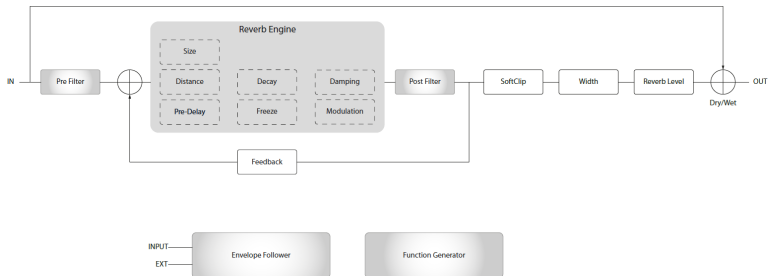 Reverb Engine
Size
IN
Pre Filter
Distance
Decay
Damping
Post Filter
SoftClip
Width
Reverb Level
OUT
Dry/Wet
Pre-Delay
Freeze
Modulation
Feedback
INPUT
EXT
Envelope Follower
Function Generator